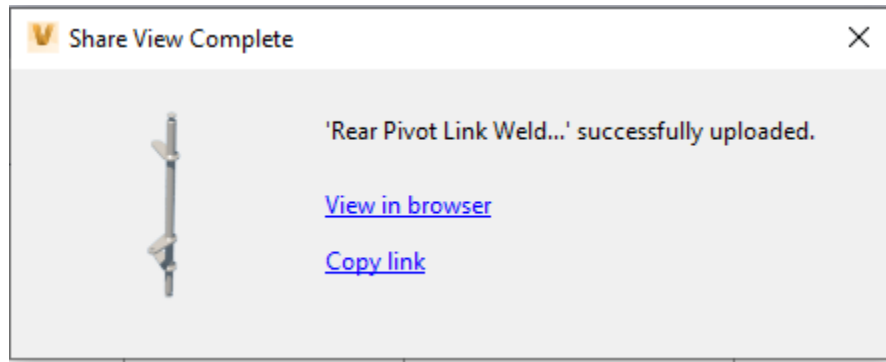 Share View Complete
'Rear Pivot Link Weld...' successfully uploaded.
View in browser
Copy link